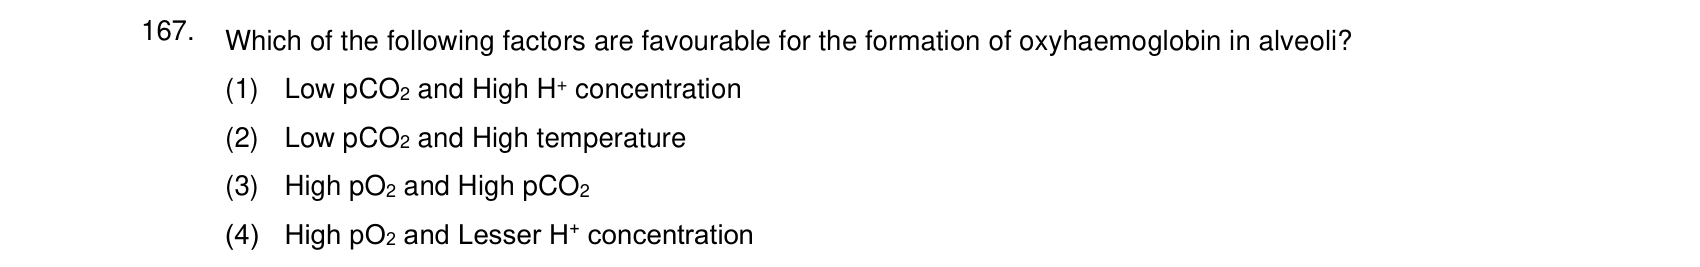 167. Which of the following factors are favourable for the formation of oxyhaemoglobin in alveoli?
(1) Low pCO₂ and High H⁺ concentration
(2) Low pCO₂ and High temperature
(3) High pO₂ and High pCO₂
(4) High pO₂ and Lesser H⁺ concentration